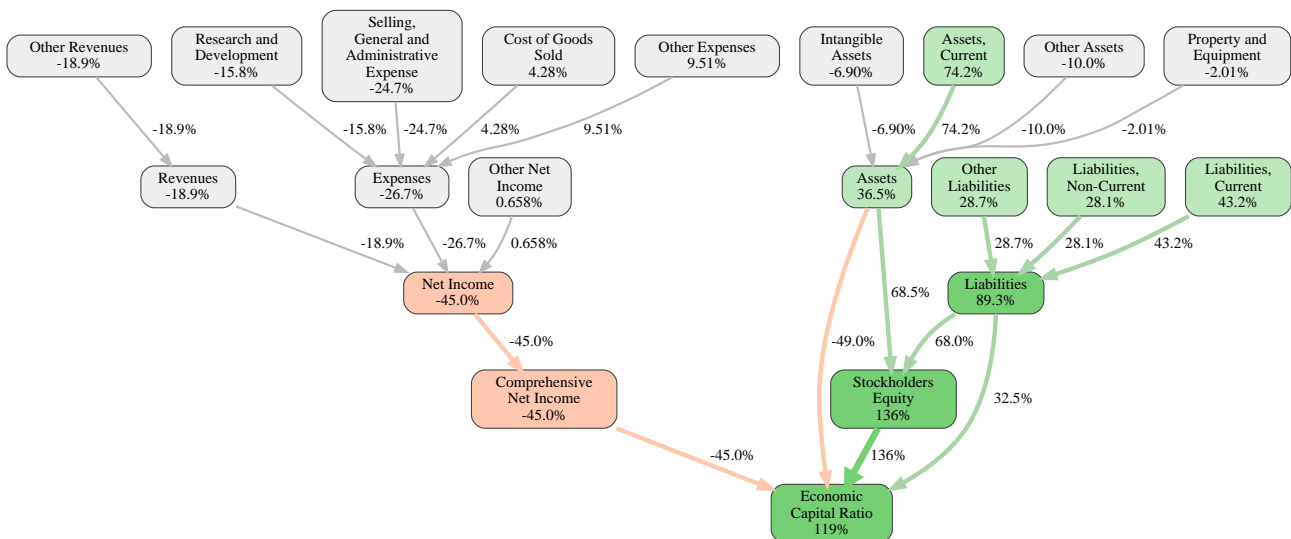 Other Revenues
-18.9%
Research and
Development
-15.8%
Selling,
General and
Administrative
Expense
-24.7%
Cost of Goods
Sold
4.28%
Other Expenses
9.51%
Intangible
Assets
-6.90%
Assets,
Current
74.2%
Other Assets
-10.0%
Property and
Equipment
-2.01%
-18.9%
-15.8%
-24.7%
4.28%
9.51%
-6.90%
74.2%
-10.0%
-2.01%
Revenues
-18.9%
Expenses
-26.7%
Other Net
Income
0.658%
Assets
36.5%
Other
Liabilities
28.7%
Liabilities,
Non-Current
28.1%
Liabilities,
Current
43.2%
-18.9%
-26.7%
0.658%
28.7%
28.1%
43.2%
Net Income
-45.0%
68.5%
Liabilities
89.3%
-45.0%
-49.0%
68.0%
Comprehensive
Net Income
-45.0%
Stockholders
Equity
136%
32.5%
-45.0%
136%
Economic
Capital Ratio
119%